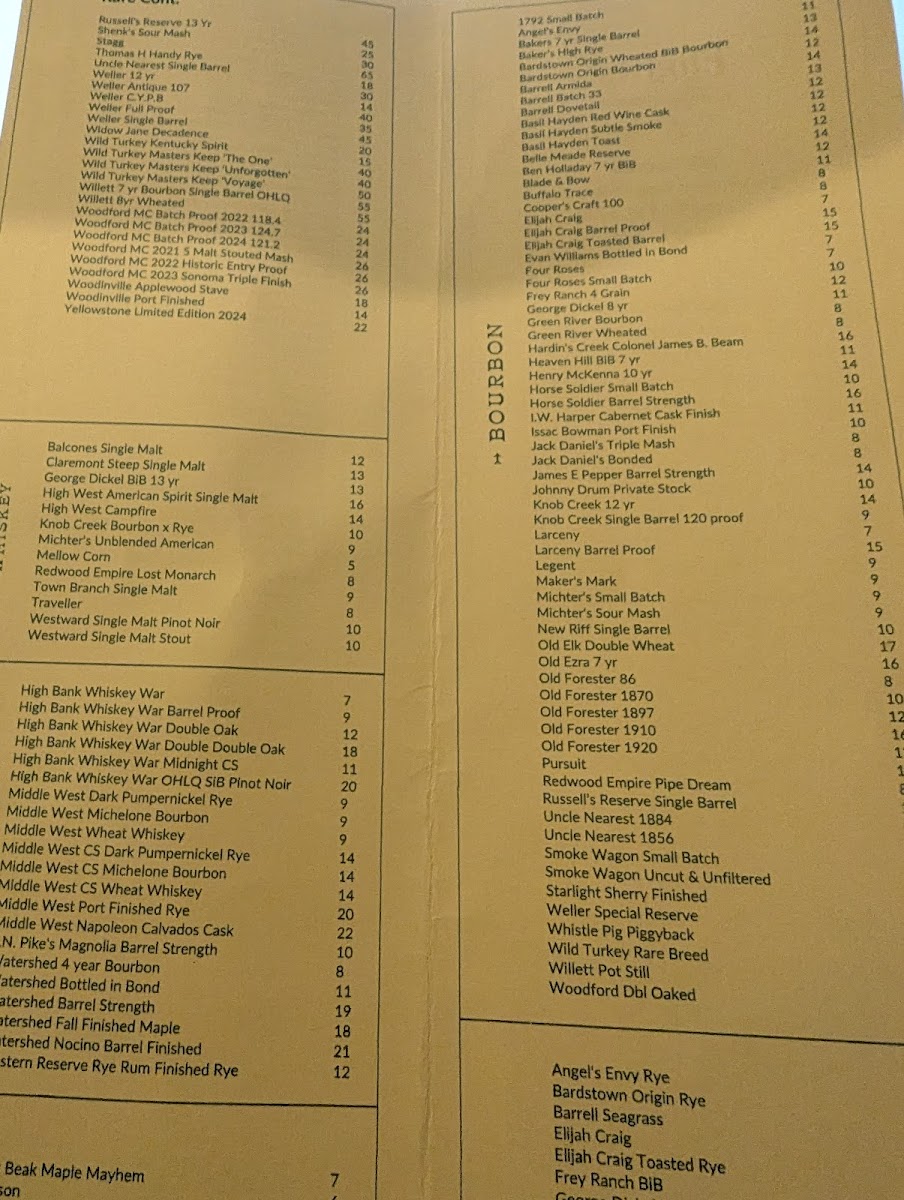 Russell's Reserve 13 Yr 45
Shenk's Sour Mash 25
Stagg 30
Thomas H Handy Rye 65
Uncle Nearest Single Barrel 18
Weller 12 yr 30
Weller Antique 107 14
Weller C.Y.P.B 40
Weller Full Proof 35
Weller Single Barrel 45
Widow Jane Decadence 20
Wild Turkey Kentucky Spirit 15
Wild Turkey Masters Keep 'The One' 40
Wild Turkey Masters Keep 'Unforgotten' 40
Wild Turkey Masters Keep 'Voyage' 50
Willett 7 yr Bourbon Single Barrel OHLQ 55
Willett 8yr Wheated 55
Woodford MC Batch Proof 2022 118.4 24
Woodford MC Batch Proof 2023 124.7 24
Woodford MC Batch Proof 2024 121.2 24
Woodford MC 2021 5 Malt Stouted Mash 26
Woodford MC 2022 Historic Entry Proof 26
Woodford MC 2023 Sonoma Triple Finish 26
Woodinville Applewood Stave 18
Woodinville Port Finished 14
Yellowstone Limited Edition 2024 22
Balcones Single Malt 12
Claremont Steep Single Malt 13
George Dickel BiB 13 yr 13
High West American Spirit Single Malt 16
High West Campfire 14
Knob Creek Bourbon x Rye 10
Michter's Unblended American 9
Mellow Corn 5
Redwood Empire Lost Monarch 8
Town Branch Single Malt 9
Traveller 8
Westward Single Malt Pinot Noir 10
Westward Single Malt Stout 10
High Bank Whiskey War 7
High Bank Whiskey War Barrel Proof 9
High Bank Whiskey War Double Oak 12
High Bank Whiskey War Double Double Oak 18
High Bank Whiskey War Midnight CS 11
High Bank Whiskey War OHLQ SiB Pinot Noir 20
Middle West Dark Pumpernickel Rye 9
Middle West Michelone Bourbon 9
Middle West Wheat Whiskey 9
Middle West CS Dark Pumpernickel Rye 14
Middle West CS Michelone Bourbon 14
Middle West CS Wheat Whiskey 14
Middle West Port Finished Rye 20
Middle West Napoleon Calvados Cask 22
.N. Pike's Magnolia Barrel Strength 10
Watershed 4 year Bourbon 8
atershed Bottled in Bond 11
atershed Barrel Strength 19
atershed Fall Finished Maple 18
tershed Nocino Barrel Finished 21
stern Reserve Rye Rum Finished Rye 12
Beak Maple Mayhem 7
son
↑ BOURBON
1792 Small Batch
Angel's Envy
Bakers 7 yr Single Barrel
Baker's High Rye
Bardstown Origin Wheated BiB Bourbon
Bardstown Origin Bourbon
Barrell Armida
Barrell Batch 33
Barrell Dovetail
Basil Hayden Red Wine Cask
Basil Hayden Subtle Smoke
Basil Hayden Toast
Belle Meade Reserve
Ben Holladay 7 yr BiB
Blade & Bow
Buffalo Trace
Cooper's Craft 100
Elijah Craig
Elijah Craig Barrel Proof
Elijah Craig Toasted Barrel
Evan Williams Bottled in Bond
Four Roses
Four Roses Small Batch
Frey Ranch 4 Grain
George Dickel 8 yr
Green River Bourbon
Green River Wheated
Hardin's Creek Colonel James B. Beam
Heaven Hill BiB 7 yr
Henry McKenna 10 yr
Horse Soldier Small Batch
Horse Soldier Barrel Strength
I.W. Harper Cabernet Cask Finish
Issac Bowman Port Finish
Jack Daniel's Triple Mash
Jack Daniel's Bonded
James E Pepper Barrel Strength
Johnny Drum Private Stock
Knob Creek 12 yr
Knob Creek Single Barrel 120 proof
Larceny
Larceny Barrel Proof
Legent
Maker's Mark
Michter's Small Batch
Michter's Sour Mash
New Riff Single Barrel
Old Elk Double Wheat
Old Ezra 7 yr
Old Forester 86
Old Forester 1870
Old Forester 1897
Old Forester 1910
Old Forester 1920
Pursuit
Redwood Empire Pipe Dream
Russell's Reserve Single Barrel
Uncle Nearest 1884
Uncle Nearest 1856
Smoke Wagon Small Batch
Smoke Wagon Uncut & Unfiltered
Starlight Sherry Finished
Weller Special Reserve
Whistle Pig Piggyback
Wild Turkey Rare Breed
Willett Pot Still
Woodford Dbl Oaked
11
13
14
12
14
13
12
12
12
12
14
12
11
8
8
7
15
15
7
7
10
12
11
8
8
16
11
14
10
16
11
10
8
8
14
10
14
9
7
15
9
9
9
9
10
17
16
8
10
12
Angel's Envy Rye
Bardstown Origin Rye
Barrell Seagrass
Elijah Craig
Elijah Craig Toasted Rye
Frey Ranch BiB